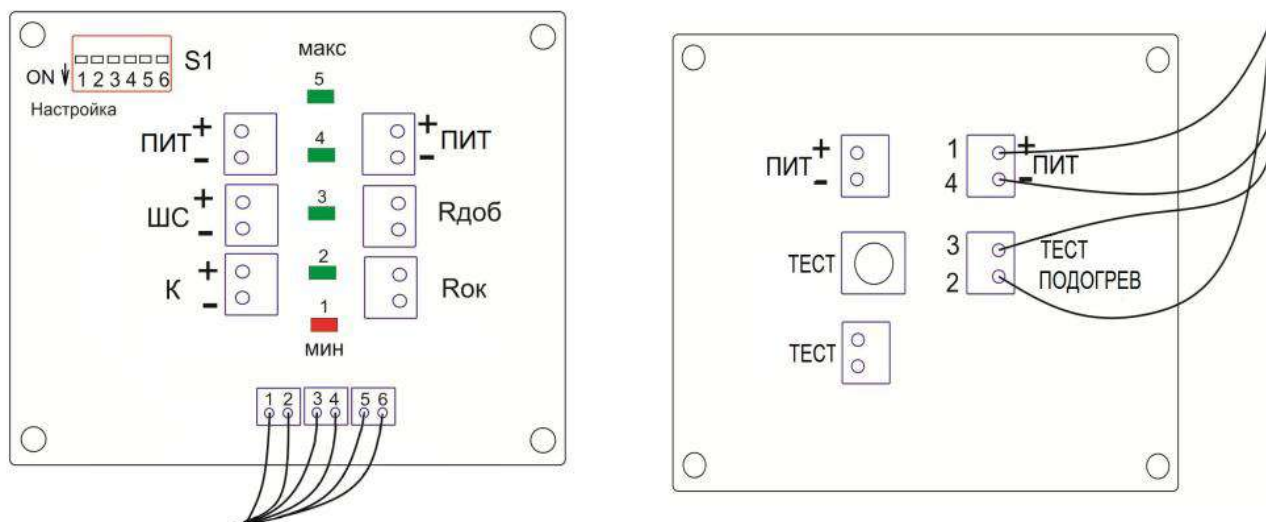 S1
ON
1 2 3 4 5 6
Настройка
макс
5
4
3
2
1
мин
ПИТ + -
ШС + -
К + -
+ - ПИТ
Rдоб
Rок
1 2 3 4 5 6
ПИТ + -
ТЕСТ
ТЕСТ
1 + ПИТ
4 -
3 ТЕСТ
2 ПОДОГРЕВ